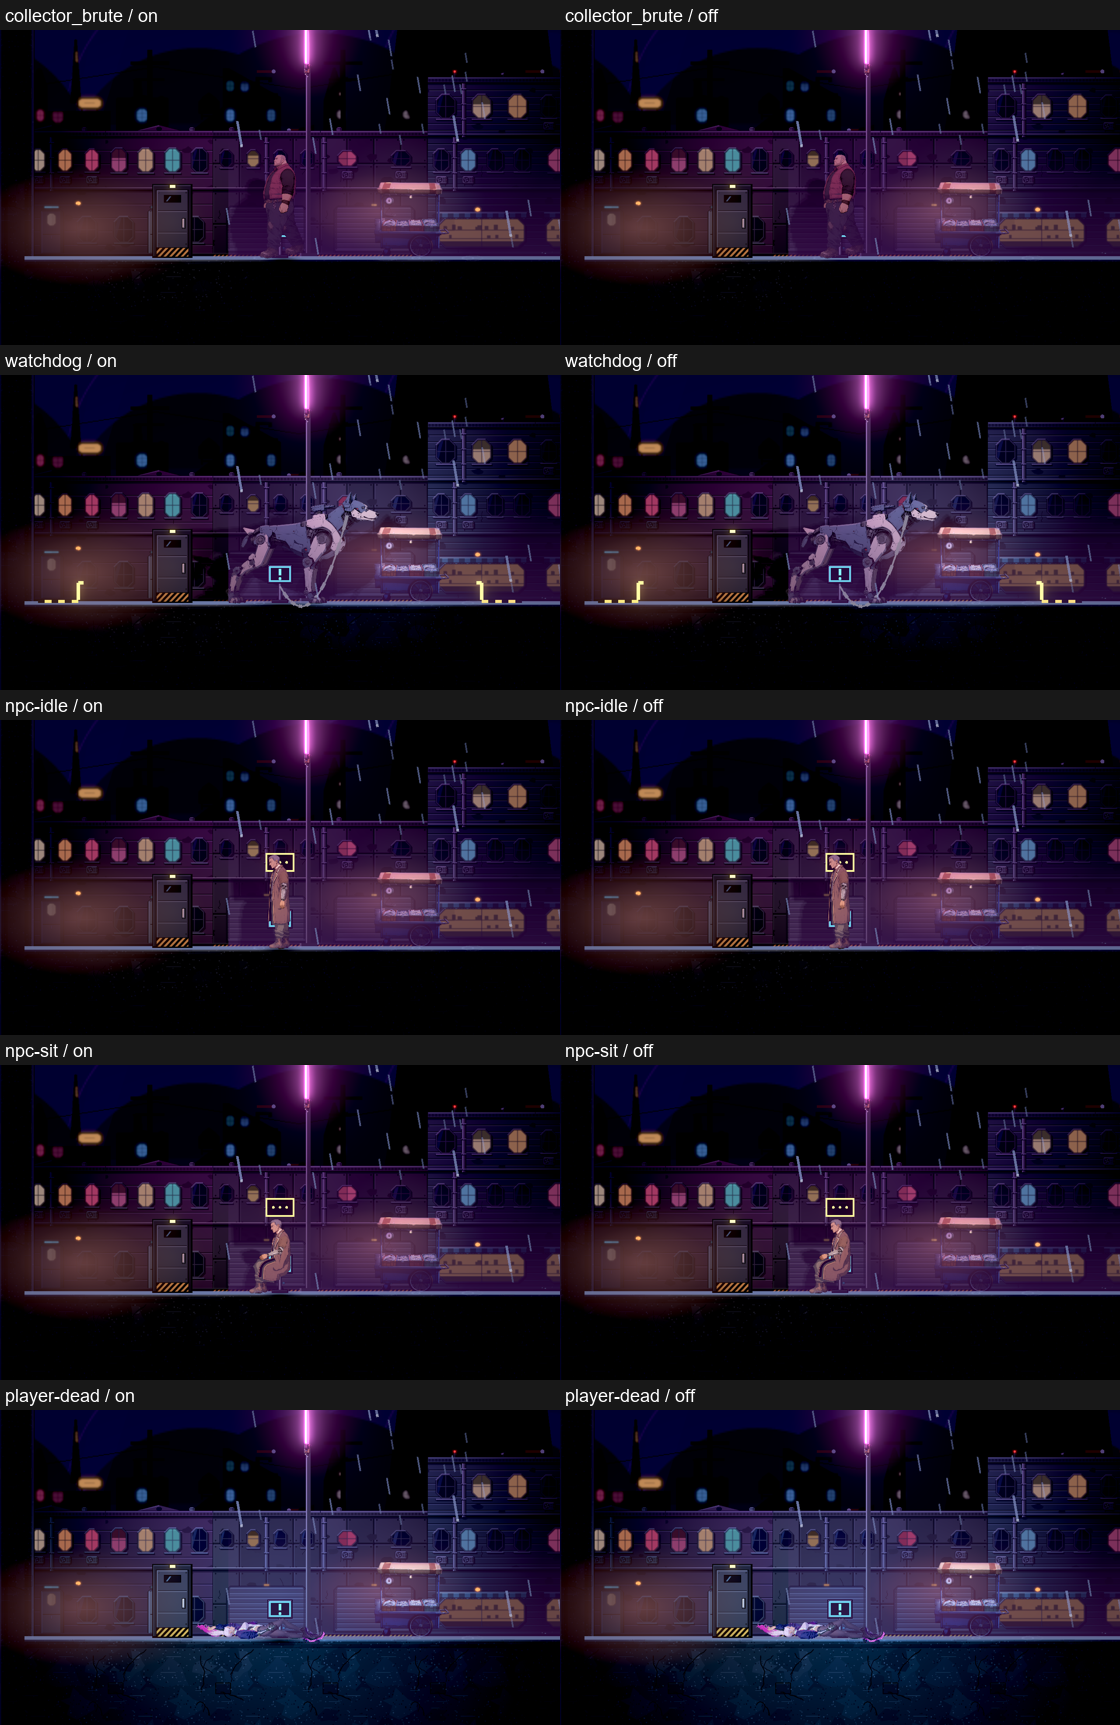 collector_brute / on
collector_brute / off
watchdog / on
watchdog / off
npc-idle / on
npc-idle / off
npc-sit / on
npc-sit / off
player-dead / on
player-dead / off